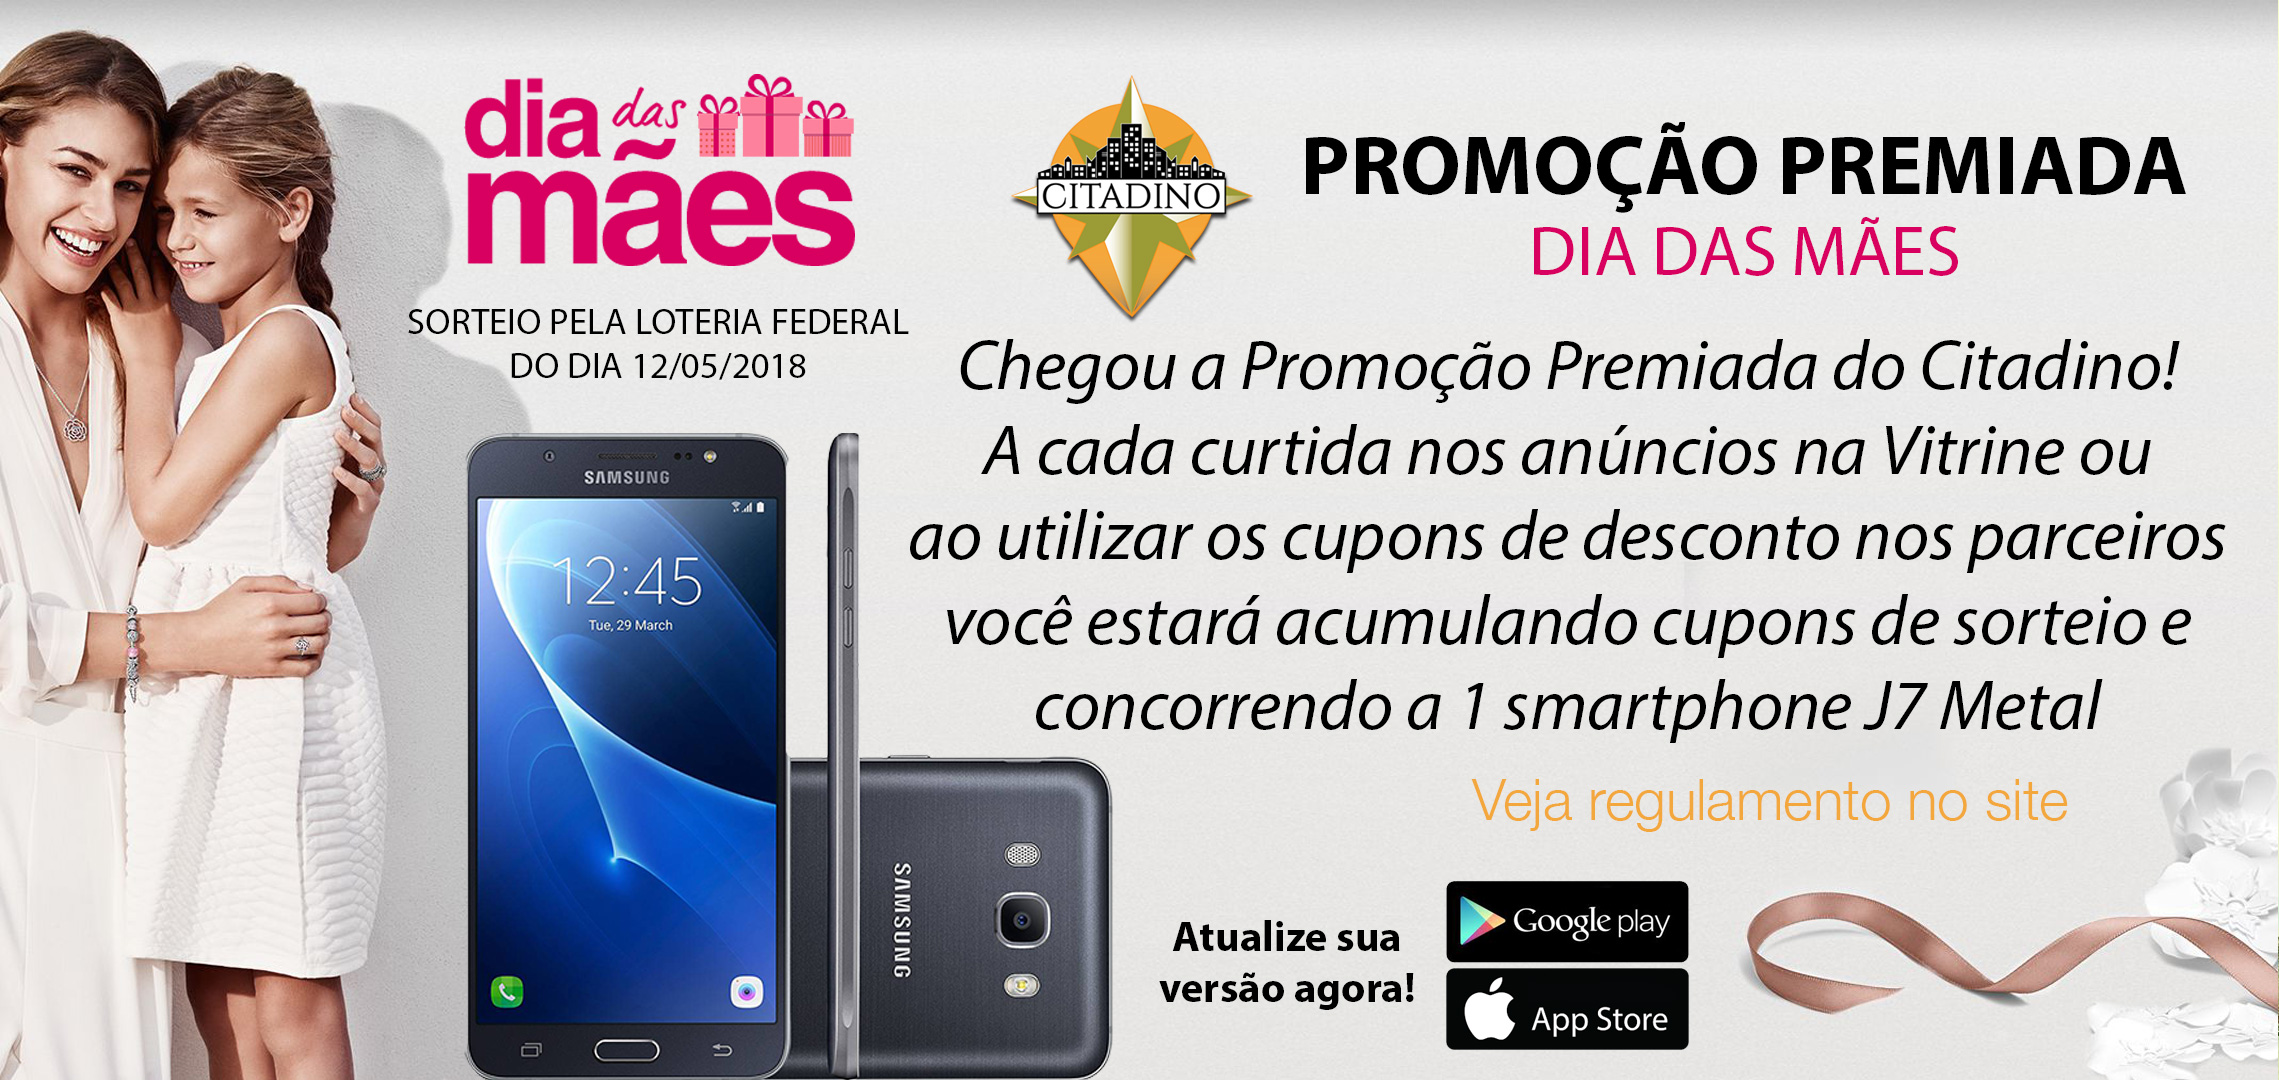 dia das
mães
SORTEIO PELA LOTERIA FEDERAL
DO DIA 12/05/2018
CITADINO
PROMOÇÃO PREMIADA
DIA DAS MÃES
Chegou a Promoção Premiada do Citadino!
A cada curtida nos anúncios na Vitrine ou
ao utilizar os cupons de desconto nos parceiros
você estará acumulando cupons de sorteio e
concorrendo a 1 smartphone J7 Metal
Veja regulamento no site
SAMSUNG
12:45
Tue, 29 March
SAMSUNG
Atualize sua
versão agora!
Google play
App Store